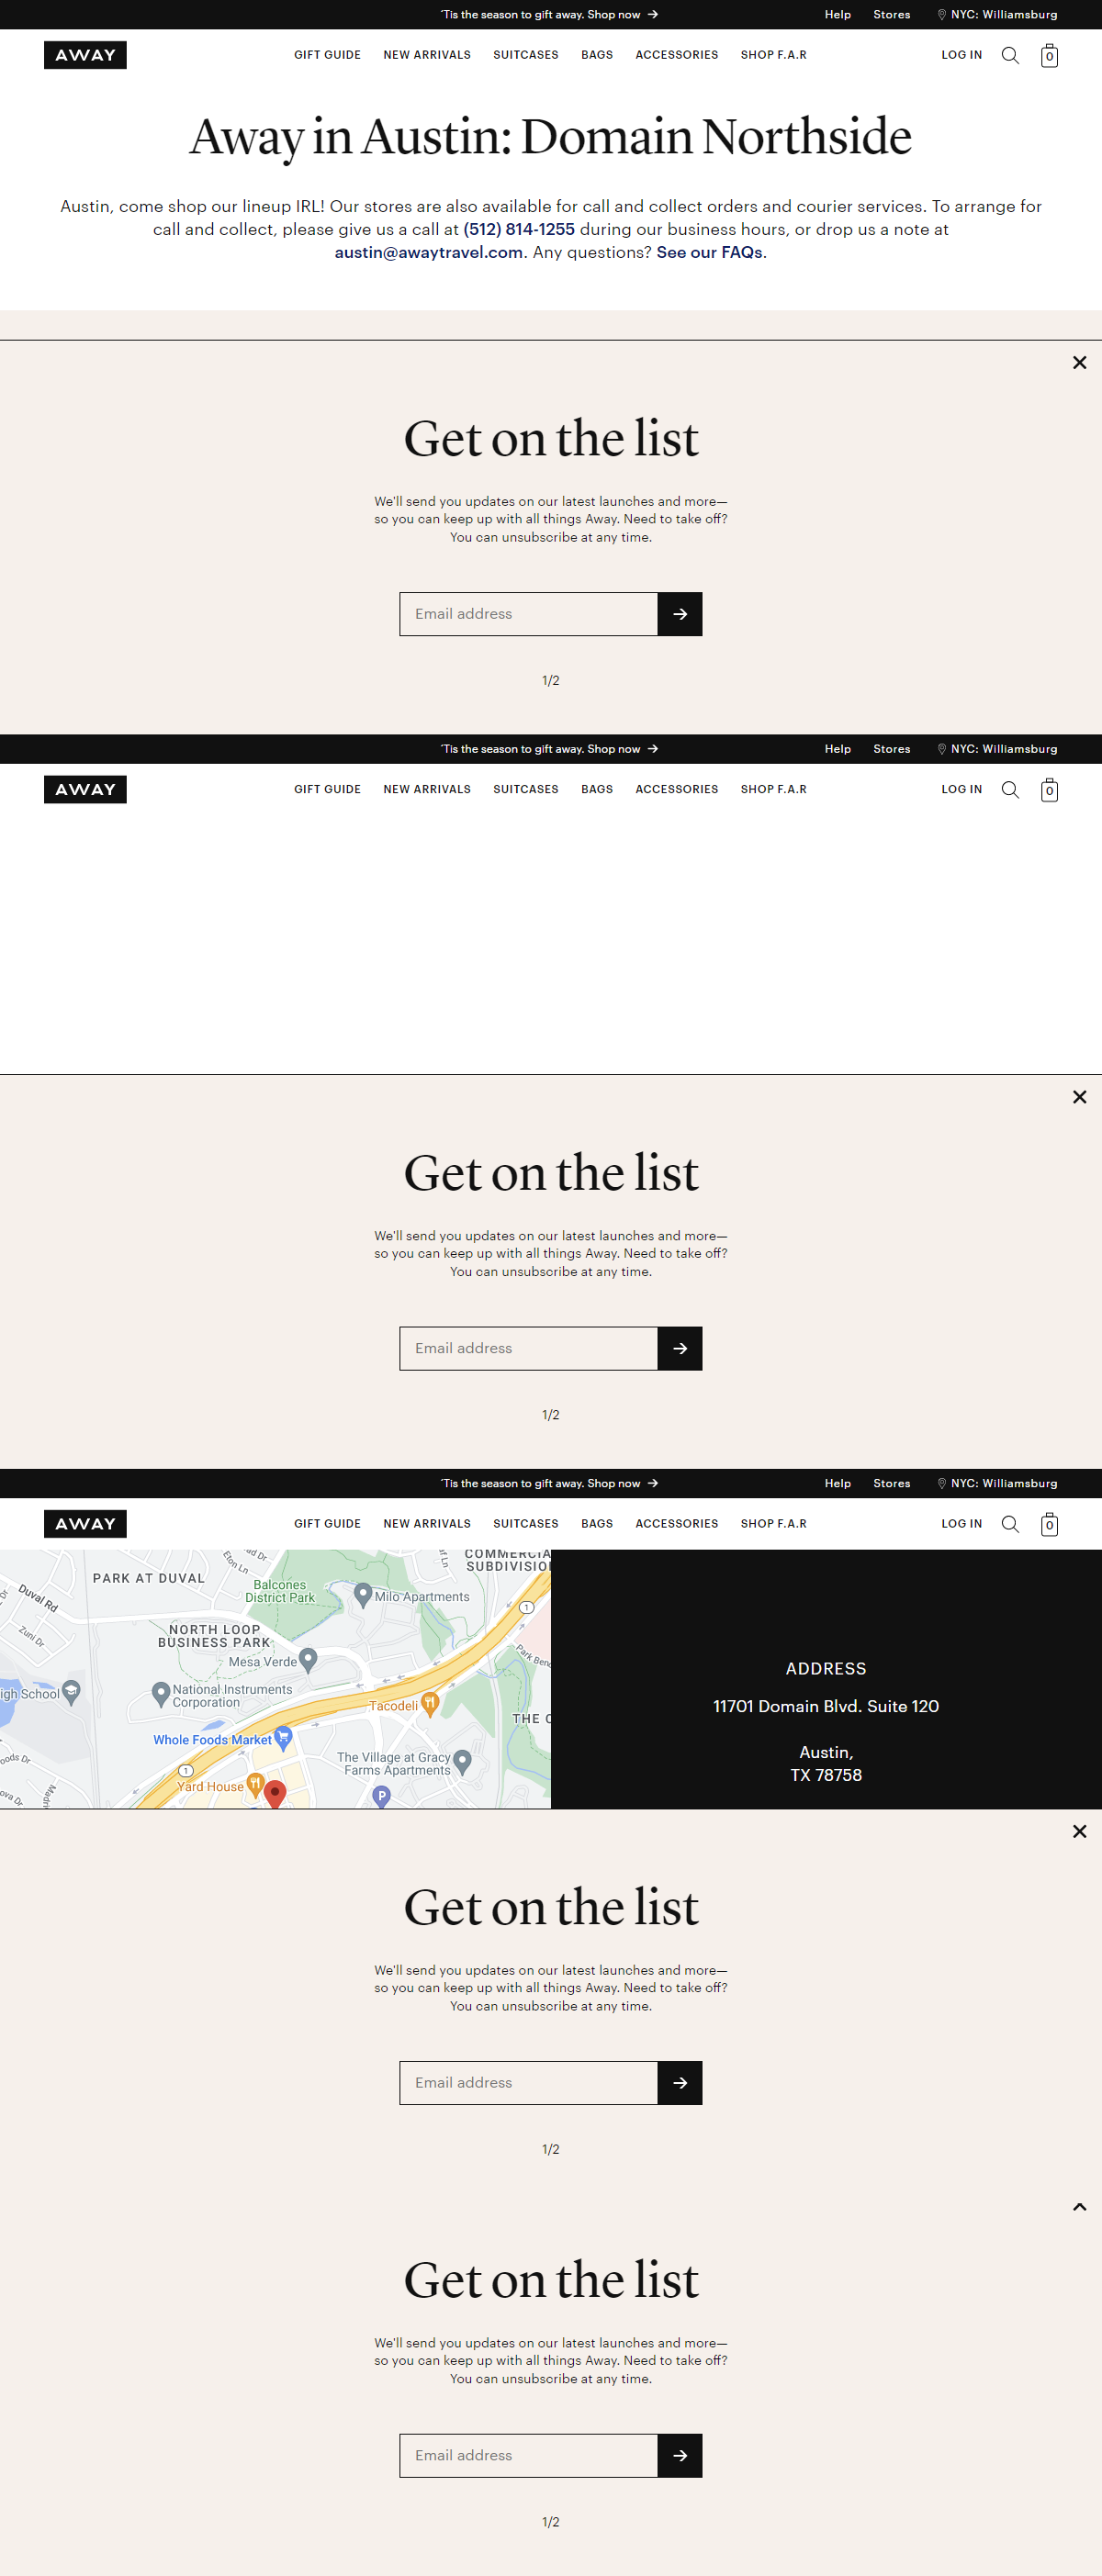 'Tis the season to gift away. Shop now →
Help Stores NYC: Williamsburg
AWAY
GIFT GUIDE NEW ARRIVALS SUITCASES BAGS ACCESSORIES SHOP F.A.R
LOG IN 0
Away in Austin: Domain Northside
Austin, come shop our lineup IRL! Our stores are also available for call and collect orders and courier services. To arrange for
call and collect, please give us a call at (512) 814-1255 during our business hours, or drop us a note at
austin@awaytravel.com. Any questions? See our FAQs.
Get on the list
We'll send you updates on our latest launches and more—
so you can keep up with all things Away. Need to take off?
You can unsubscribe at any time.
Email address →
1/2
'Tis the season to gift away. Shop now →
Help Stores NYC: Williamsburg
AWAY
GIFT GUIDE NEW ARRIVALS SUITCASES BAGS ACCESSORIES SHOP F.A.R
LOG IN 0
Get on the list
We'll send you updates on our latest launches and more—
so you can keep up with all things Away. Need to take off?
You can unsubscribe at any time.
Email address →
1/2
'Tis the season to gift away. Shop now →
Help Stores NYC: Williamsburg
AWAY
GIFT GUIDE NEW ARRIVALS SUITCASES BAGS ACCESSORIES SHOP F.A.R
LOG IN 0
COMMERCIA
SUBDIVISIO
Eton Ln
PARK AT DUVAL
Balcones
District Park
Milo Apartments
Duval Rd
Zuni Dr
1
NORTH LOOP
BUSINESS PARK
Mesa Verde
Park Bend
igh School
National Instruments
Corporation
Tacodeli
THE
Whole Foods Market
The Village at Gracy
Farms Apartments
1
Yard House
P
ADDRESS
11701 Domain Blvd. Suite 120
Austin,
TX 78758
Get on the list
We'll send you updates on our latest launches and more—
so you can keep up with all things Away. Need to take off?
You can unsubscribe at any time.
Email address →
1/2
Get on the list
We'll send you updates on our latest launches and more—
so you can keep up with all things Away. Need to take off?
You can unsubscribe at any time.
Email address →
1/2